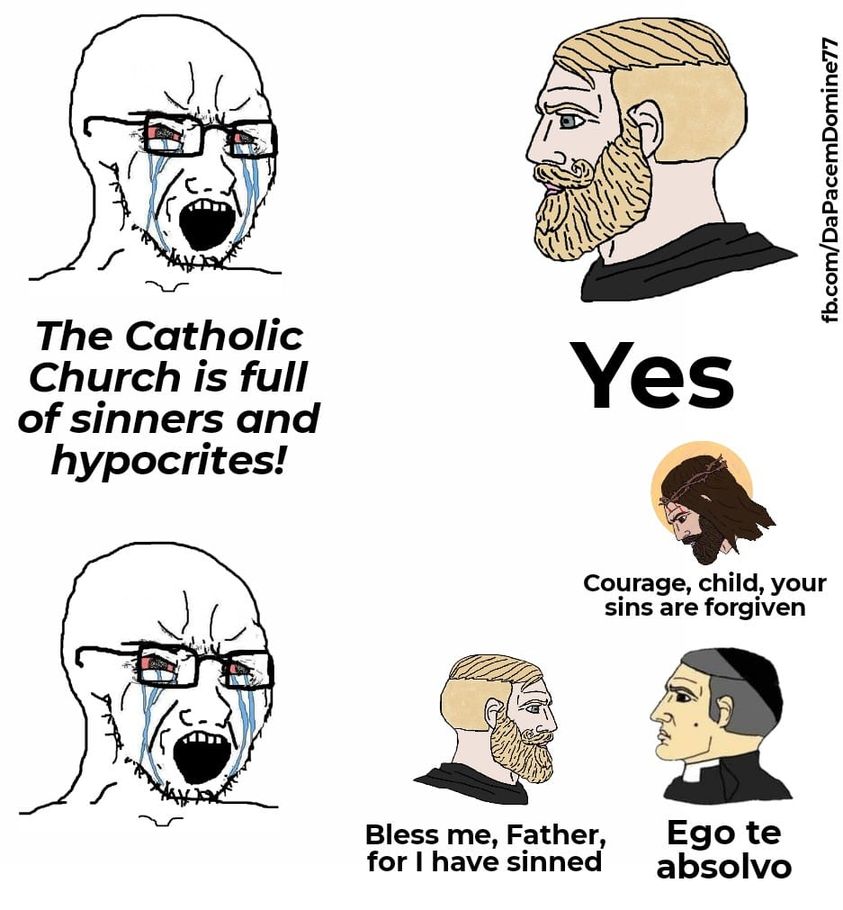 The Catholic
Church is full
of sinners and
hypocrites!
Yes
fb.com/DaPacemDomine77
Courage, child, your
sins are forgiven
Bless me, Father,
for I have sinned
Ego te
absolvo